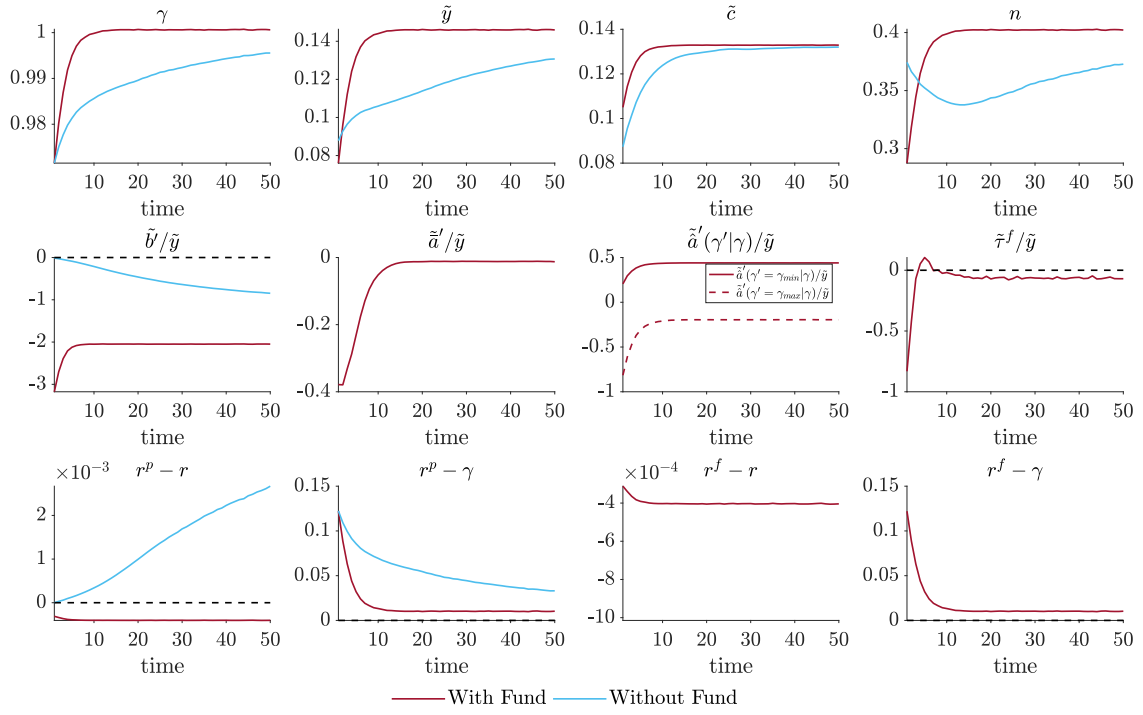 γ ỹ c̃ n
1 0.14 0.14 0.4
0.99 0.12 0.12 0.35
0.98 0.1 0.1 0.3
0.08 0.08
10 20 30 40 50 10 20 30 40 50 10 20 30 40 50 10 20 30 40 50
time time time time
b̃′/ỹ ã̄′/ỹ ã̂′(γ′|γ)/ỹ τ̃ᶠ/ỹ
0 0 0.5 0
-1 -0.2 0 -0.5
-2 -0.4 -0.5 -1
-3 -1
ã̂′(γ′ = γₘᵢₙ|γ)/ỹ
ã̂′(γ′ = γₘₐₓ|γ)/ỹ
10 20 30 40 50 10 20 30 40 50 10 20 30 40 50 10 20 30 40 50
time time time time
×10⁻³ rᵖ − r rᵖ − γ ×10⁻⁴ rᶠ − r rᶠ − γ
2 0.15 -4 0.15
1 0.1 -6 0.1
0 0.05 -8 0.05
0 -10 0
10 20 30 40 50 10 20 30 40 50 10 20 30 40 50 10 20 30 40 50
time time time time
With Fund Without Fund